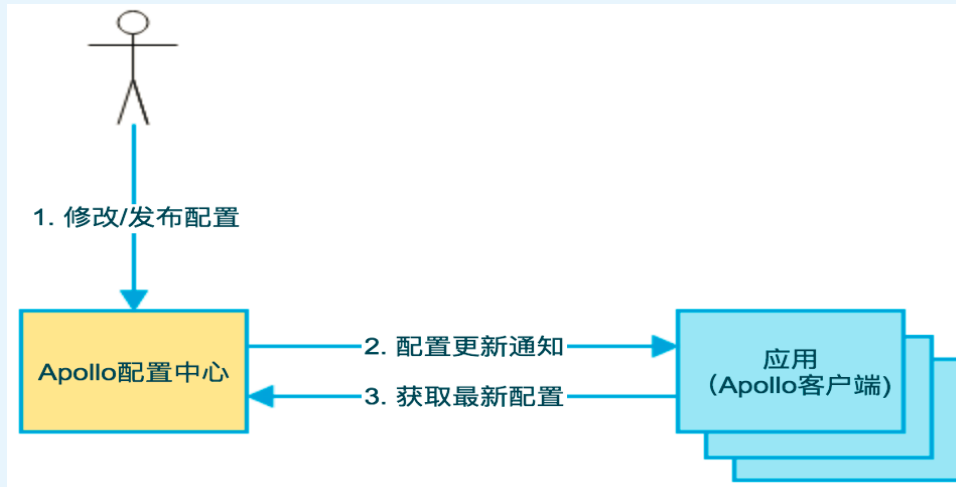 1. 修改/发布配置
Apollo配置中心
2. 配置更新通知
3. 获取最新配置
应用
（Apollo客户端)